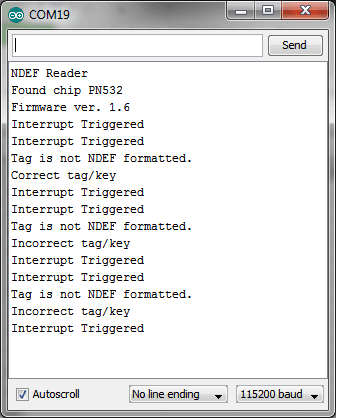 COM19
Send
NDEF Reader
Found chip PN532
Firmware ver. 1.6
Interrupt Triggered
Interrupt Triggered
Tag is not NDEF formatted.
Correct tag/key
Interrupt Triggered
Interrupt Triggered
Tag is not NDEF formatted.
Incorrect tag/key
Interrupt Triggered
Interrupt Triggered
Tag is not NDEF formatted.
Incorrect tag/key
Interrupt Triggered
Autoscroll No line ending 115200 baud